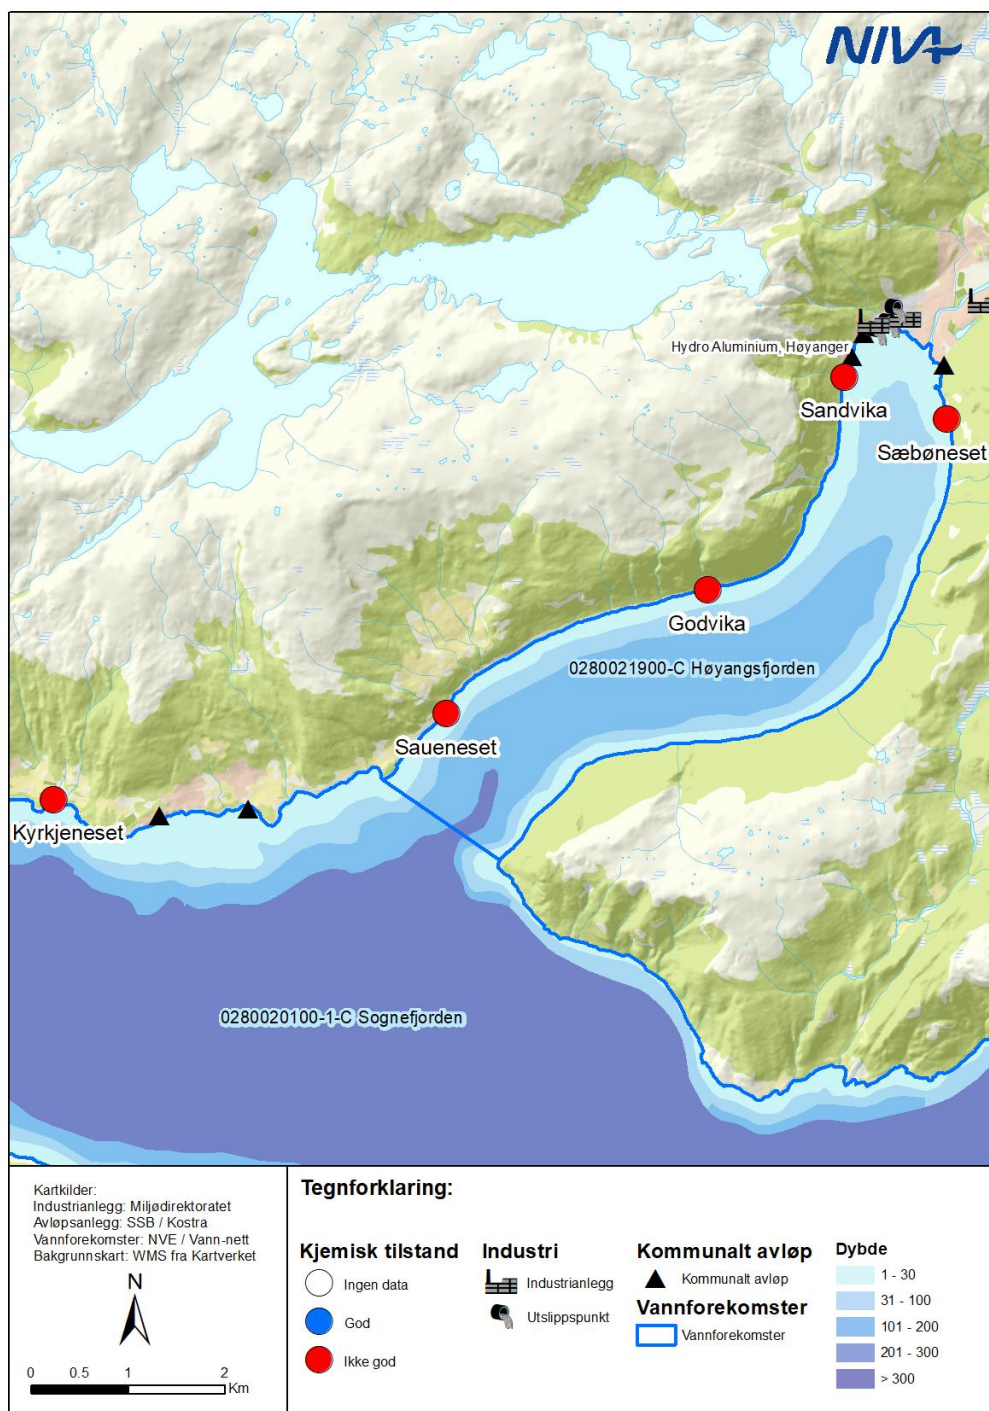 NIVA
Hydro Aluminium, Høyanger
Sandvika
Sæbøneset
Godvika
0280021900-C Høyangsfjorden
Saueneset
Kyrkjeneset
0280020100-1-C Sognefjorden
Kartkilder:
Industrianlegg: Miljødirektoratet
Avløpsanlegg: SSB / Kostra
Vannforekomster: NVE / Vann-nett
Bakgrunnskart: WMS fra Kartverket
N
0 0.5 1 2
Km
Tegnforklaring:
Kjemisk tilstand
Ingen data
God
Ikke god
Industri
Industrianlegg
Utslippspunkt
Kommunalt avløp
Kommunalt avløp
Vannforekomster
Vannforekomster
Dybde
1 - 30
31 - 100
101 - 200
201 - 300
> 300